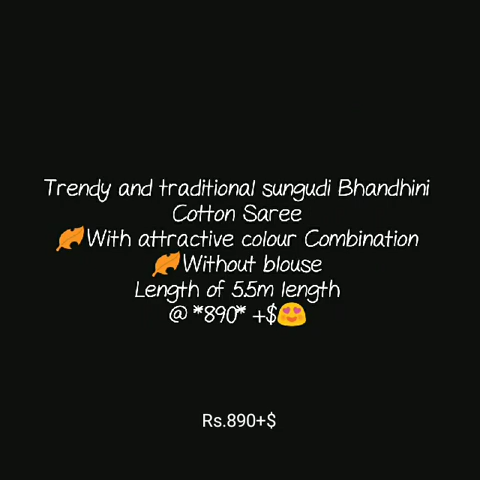 Trendy and traditional sungudi Bhandhini
Cotton Saree
🍂With attractive colour Combination
🍂Without blouse
Length of 5.5m length
@ *890* +$😍
Rs.890+$